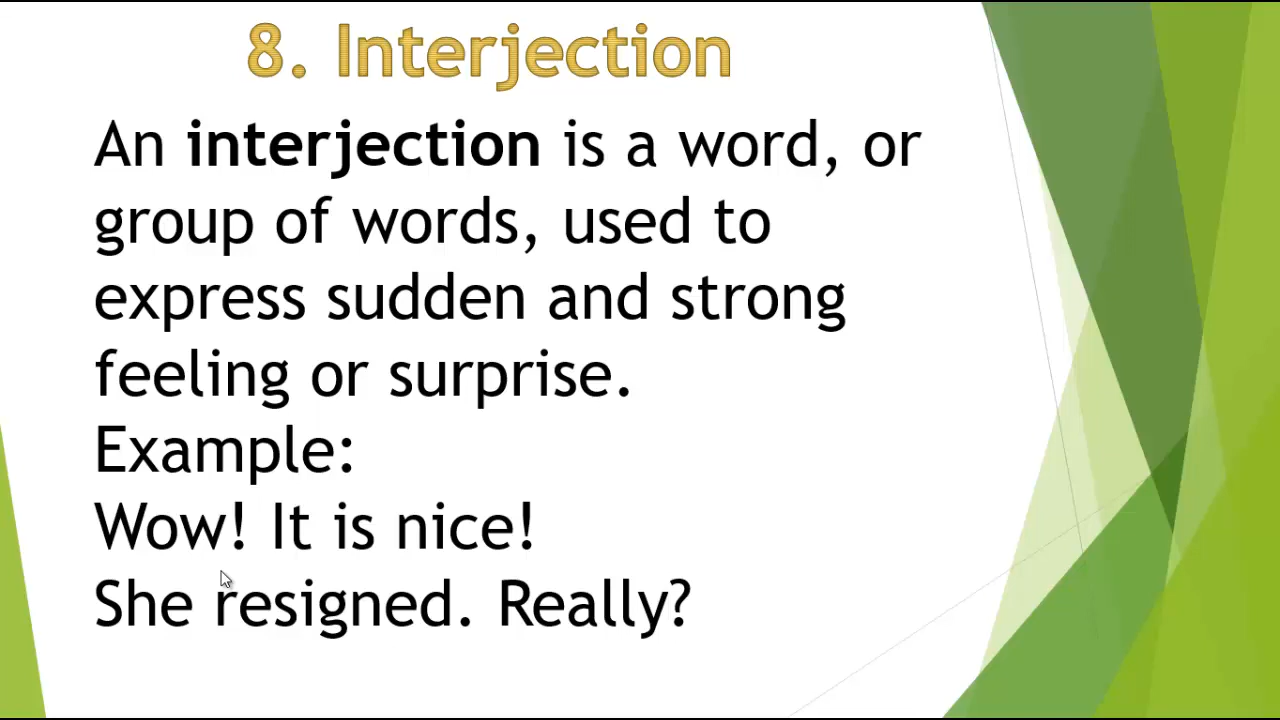 8. Interjection
An interjection is a word, or
group of words, used to
express sudden and strong
feeling or surprise.
Example:
Wow! It is nice!
She resigned. Really?